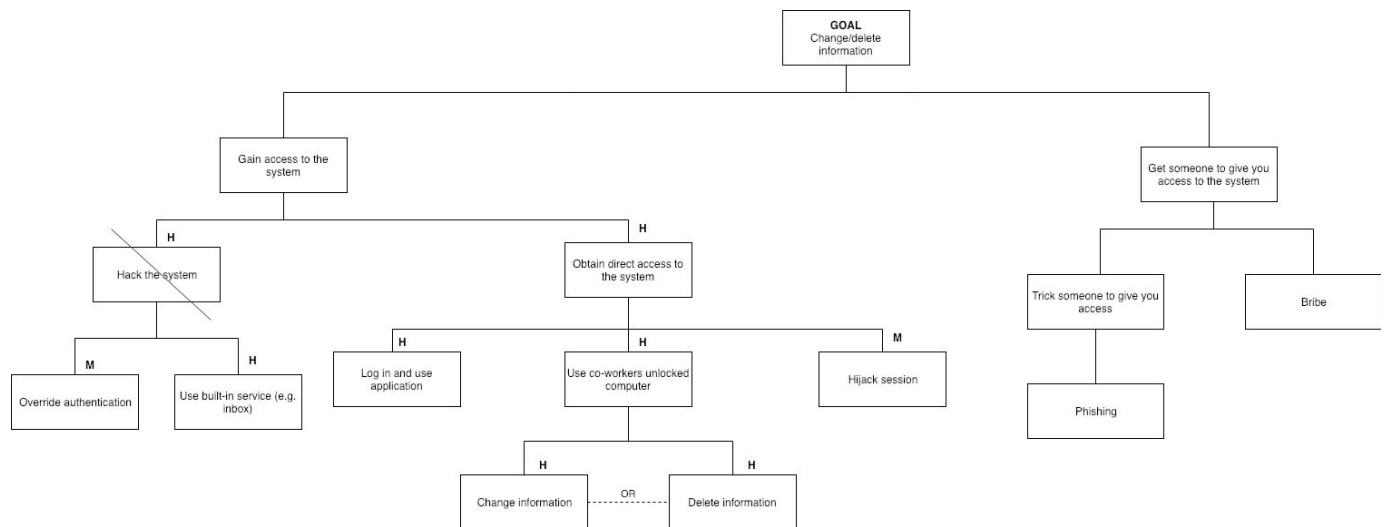 GOAL
Change/delete
information
Gain access to the
system
Get someone to give you
access to the system
H
Hack the system
H
Obtain direct access to
the system
Trick someone to give you
access
Bribe
M
Override authentication
H
Use built-in service (e.g.
inbox)
H
Log in and use
application
H
Use co-workers unlocked
computer
M
Hijack session
Phishing
H
Change information
OR
H
Delete information